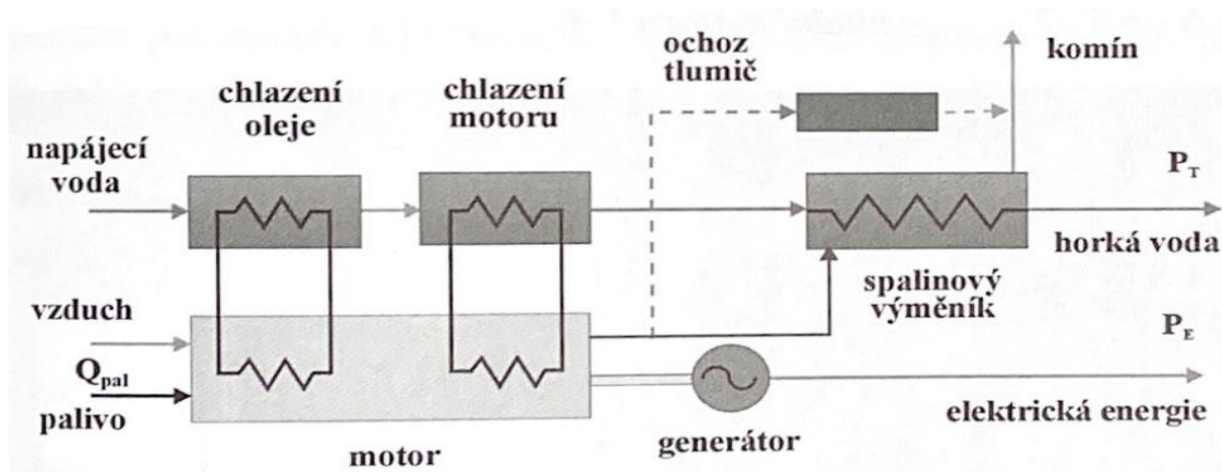 ochoz
tlumič
komín
chlazení
oleje
chlazení
motoru
napájecí
voda
P_T
horká voda
spalinový
výměník
vzduch
P_E
Q_pal
palivo
elektrická energie
generátor
motor